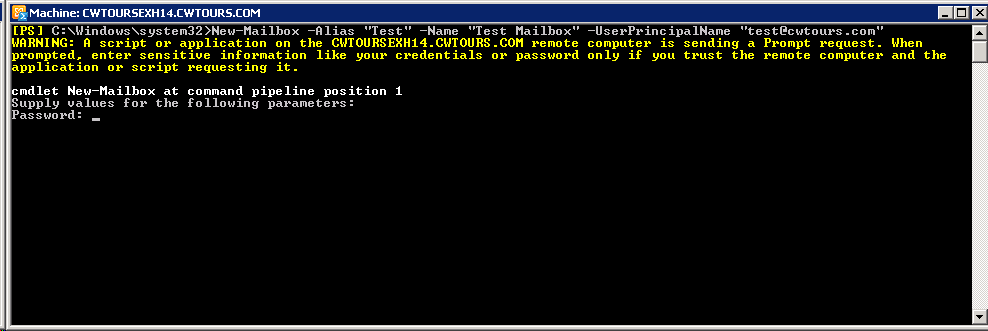 Machine: CWTOURSEXH14.CWTOURS.COM
[PS] C:\Windows\system32>New-Mailbox -Alias "Test" -Name "Test Mailbox" -UserPrincipalName "test@cwtours.com"
WARNING: A script or application on the CWTOURSEXH14.CWTOURS.COM remote computer is sending a Prompt request. When
prompted, enter sensitive information like your credentials or password only if you trust the remote computer and the
application or script requesting it.
cmdlet New-Mailbox at command pipeline position 1
Supply values for the following parameters:
Password: _